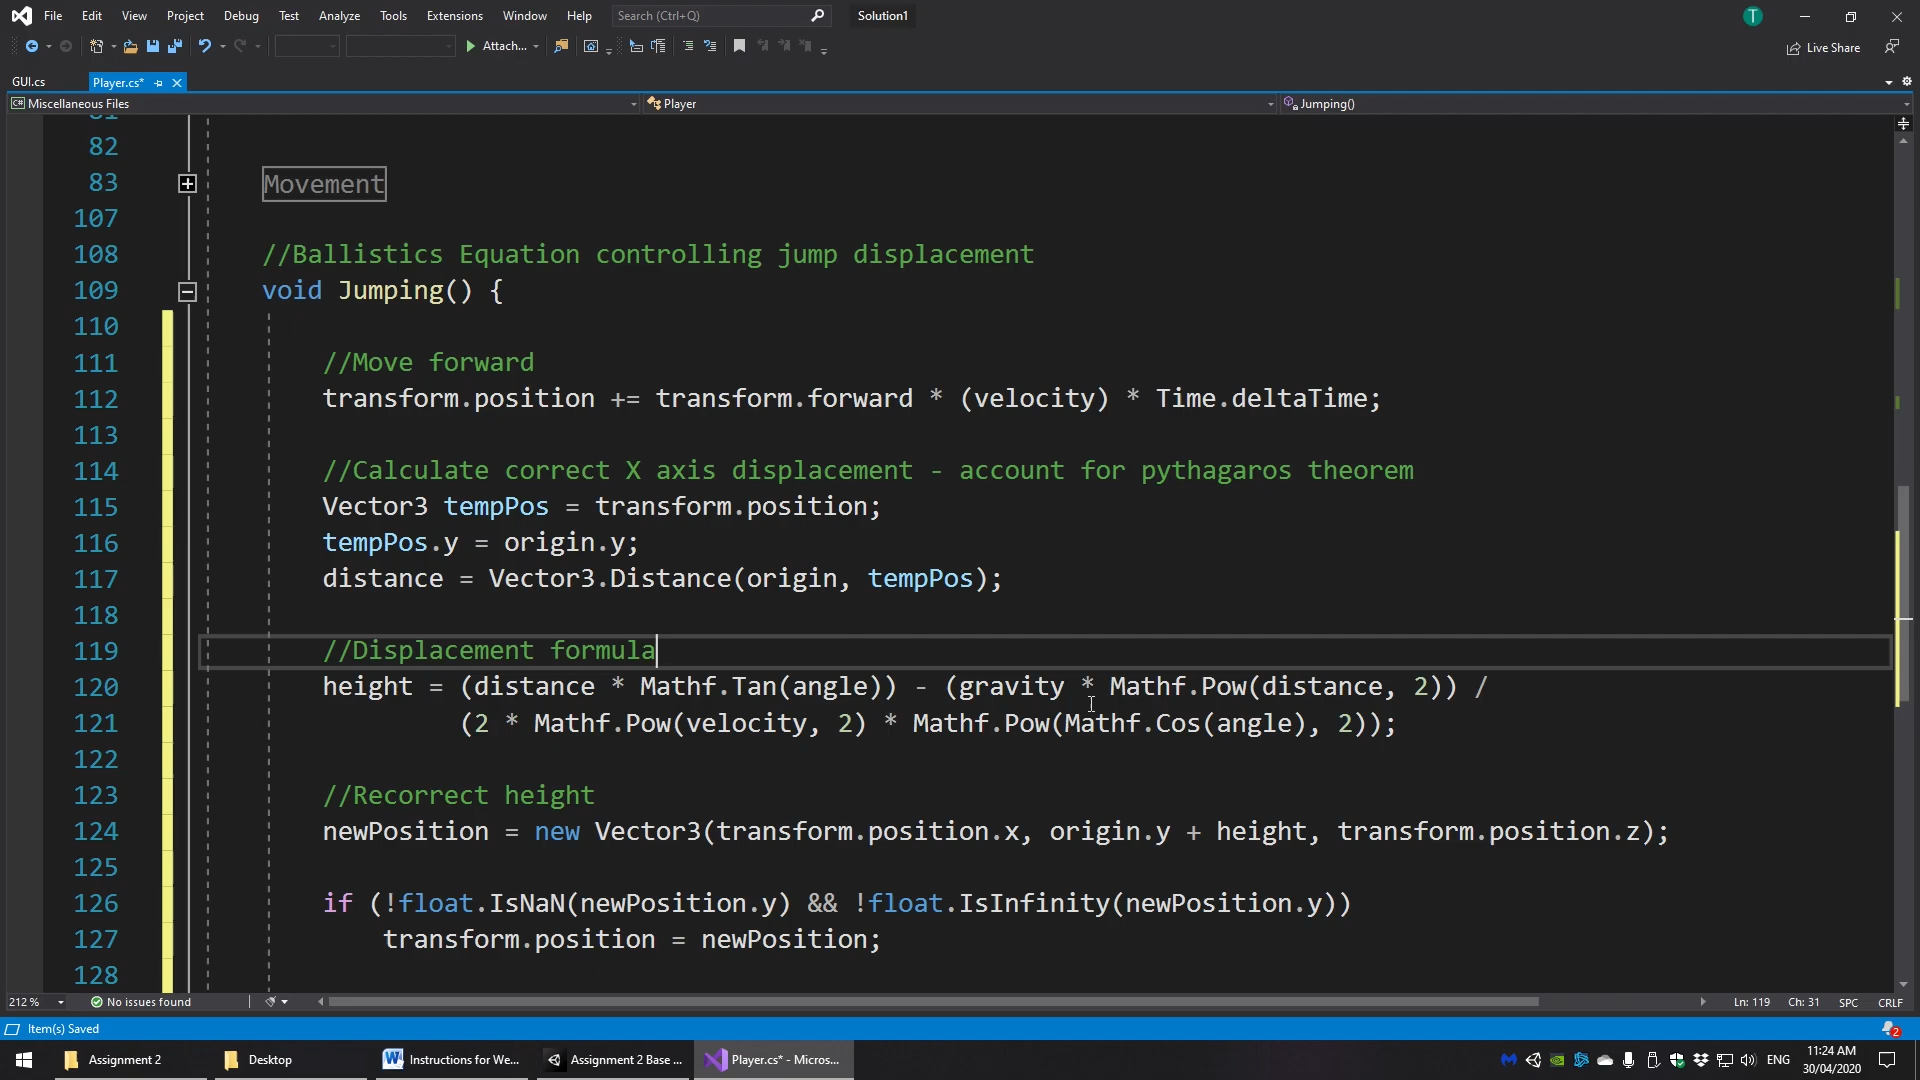 File Edit View Project Debug Test Analyze Tools Extensions Window Help Search (Ctrl+Q) Solution1
T
Attach...
Live Share
GUI.cs Player.cs*
Miscellaneous Files Player Jumping()
82
83 Movement
107
108 //Ballistics Equation controlling jump displacement
109 void Jumping() {
110
111 //Move forward
112 transform.position += transform.forward * (velocity) * Time.deltaTime;
113
114 //Calculate correct X axis displacement - account for pythagaros theorem
115 Vector3 tempPos = transform.position;
116 tempPos.y = origin.y;
117 distance = Vector3.Distance(origin, tempPos);
118
119 //Displacement formula
120 height = (distance * Mathf.Tan(angle)) - (gravity * Mathf.Pow(distance, 2)) /
121 (2 * Mathf.Pow(velocity, 2) * Mathf.Pow(Mathf.Cos(angle), 2));
122
123 //Recorrect height
124 newPosition = new Vector3(transform.position.x, origin.y + height, transform.position.z);
125
126 if (!float.IsNaN(newPosition.y) && !float.IsInfinity(newPosition.y))
127 transform.position = newPosition;
128
212 % No issues found Ln: 119 Ch: 31 SPC CRLF
Item(s) Saved 2
Assignment 2 Desktop Instructions for We... Assignment 2 Base ... Player.cs* - Micros... ENG 11:24 AM
30/04/2020